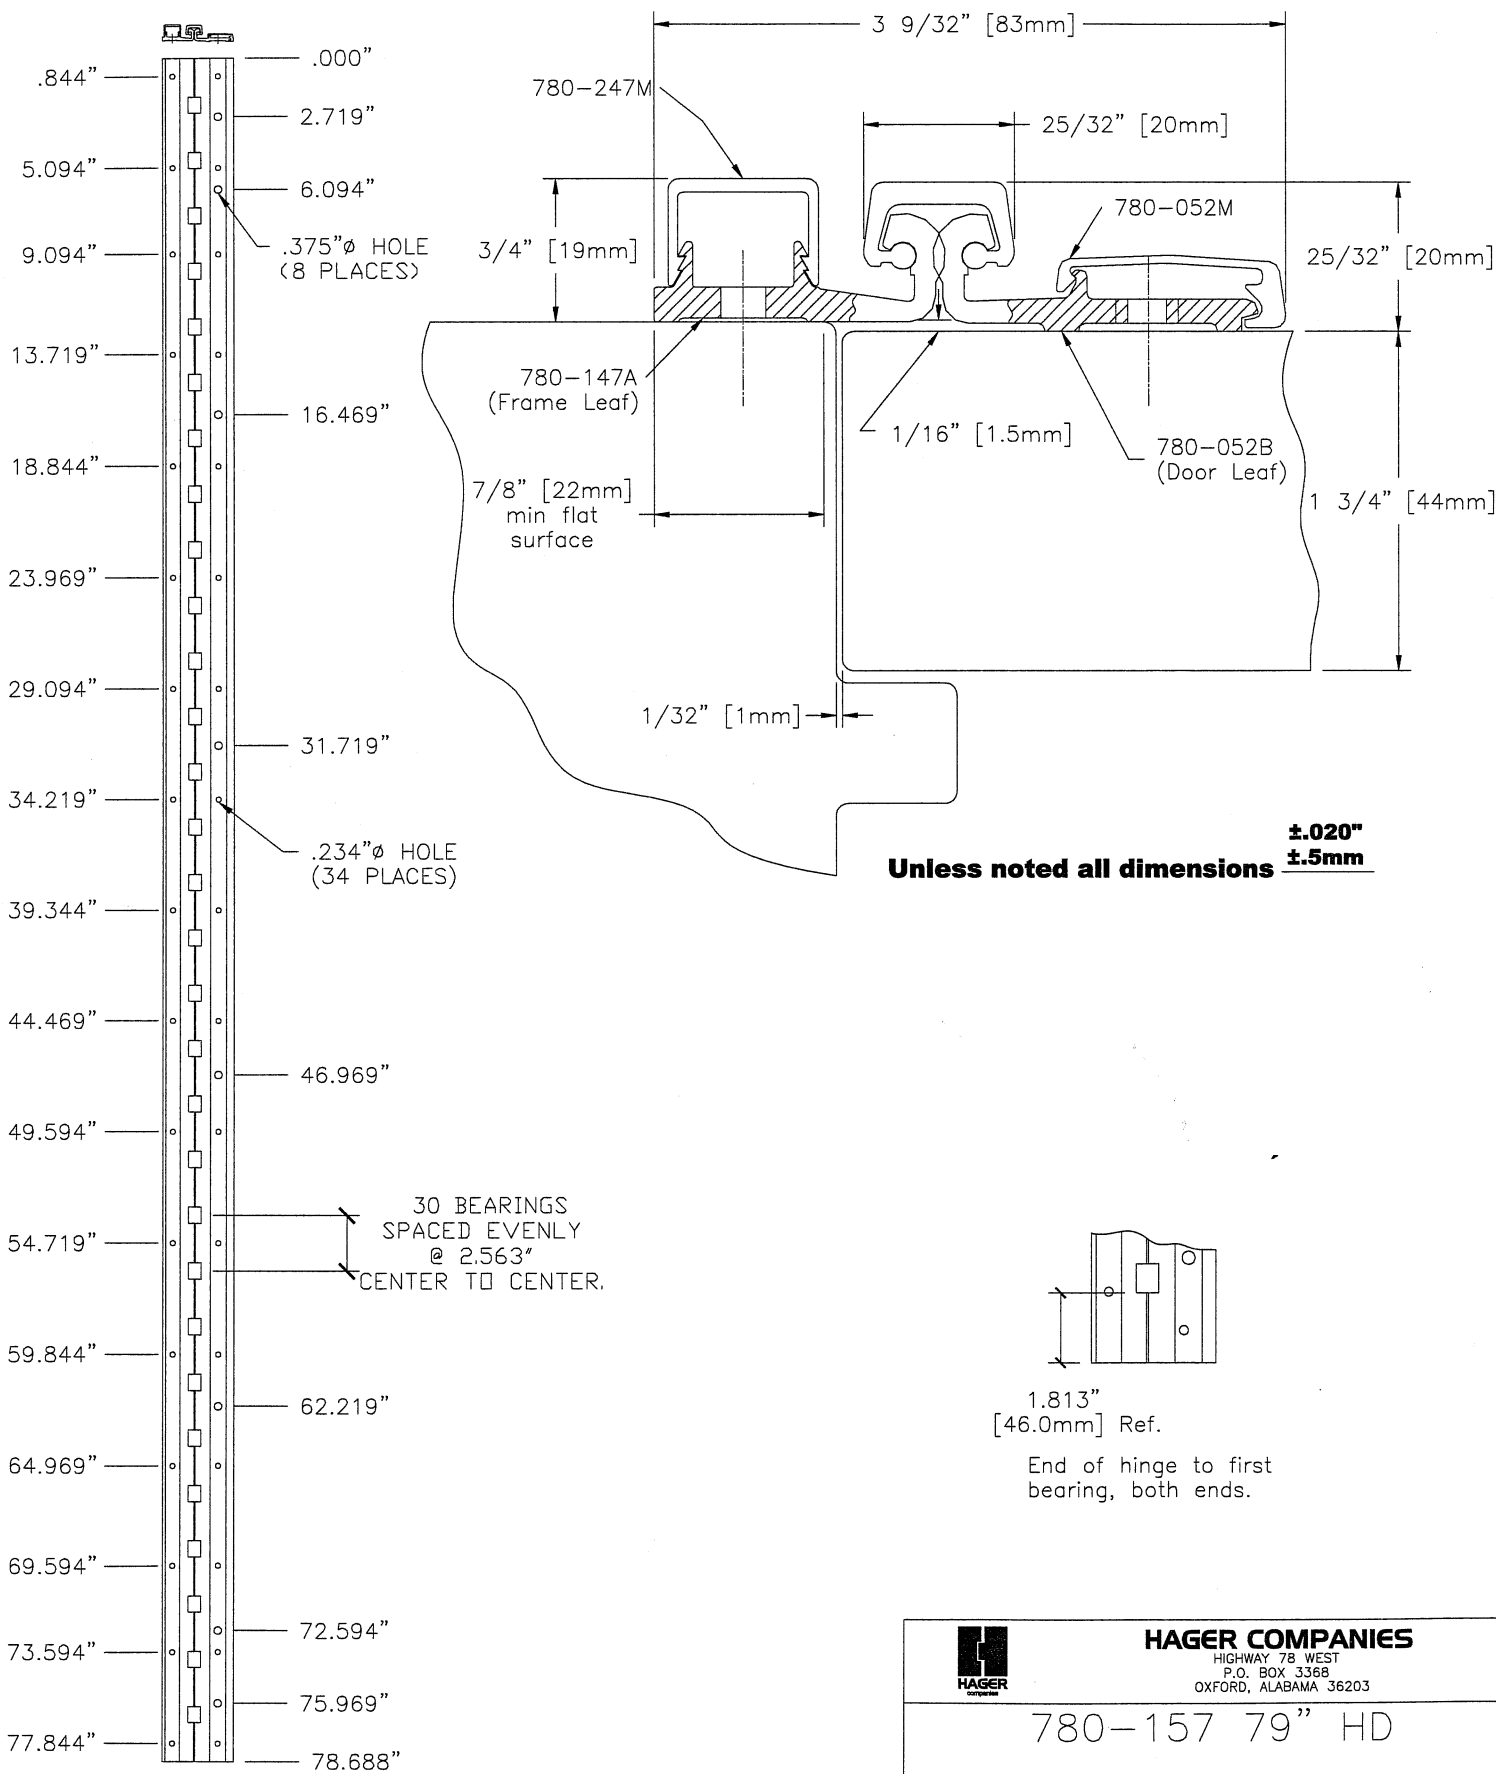 .844”
5.094”
9.094”
13.719”
18.844”
23.969”
29.094”
34.219”
39.344”
44.469”
49.594”
54.719”
59.844”
64.969”
69.594”
73.594”
77.844”
.000”
2.719”
6.094”
.375”ø HOLE
(8 PLACES)
16.469”
31.719”
.234”ø HOLE
(34 PLACES)
46.969”
30 BEARINGS
SPACED EVENLY
@ 2.563”
CENTER TO CENTER.
62.219”
72.594”
75.969”
78.688”
3 9/32” [83mm]
780-247M
25/32” [20mm]
3/4” [19mm]
780-052M
25/32” [20mm]
780-147A
(Frame Leaf)
1/16” [1.5mm]
780-052B
(Door Leaf)
7/8” [22mm]
min flat
surface
1 3/4” [44mm]
1/32” [1mm]
±.020"
Unless noted all dimensions ±.5mm
1.813”
[46.0mm] Ref.
End of hinge to first
bearing, both ends.
HAGER
companies
HAGER COMPANIES
HIGHWAY 78 WEST
P.O. BOX 3368
OXFORD, ALABAMA 36203
780-157 79” HD